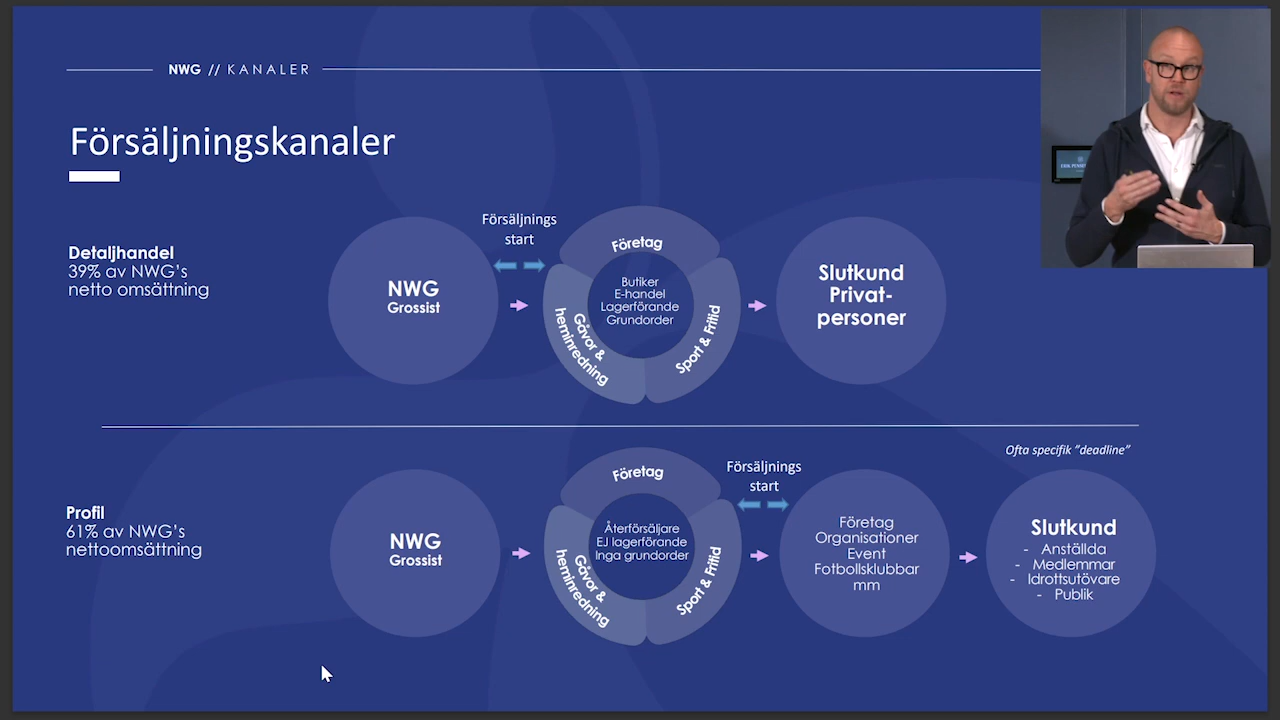 NWG // KANALER
Försäljningskanaler
Detaljhandel
39% av NWG’s
netto omsättning
NWG
Grossist
Försäljnings
start
Företag
Gåvor &
heminredning
Sport & Fritid
Butiker
E-handel
Lagerförande
Grundorder
Slutkund
Privat-
personer
Profil
61% av NWG’s
nettoomsättning
NWG
Grossist
Företag
Gåvor &
heminredning
Sport & Fritid
Återförsäljare
EJ lagerförande
Inga grundorder
Försäljnings
start
Företag
Organisationer
Event
Fotbollsklubbar
mm
Ofta specifik ”deadline”
Slutkund
- Anställda
- Medlemmar
- Idrottsutövare
- Publik